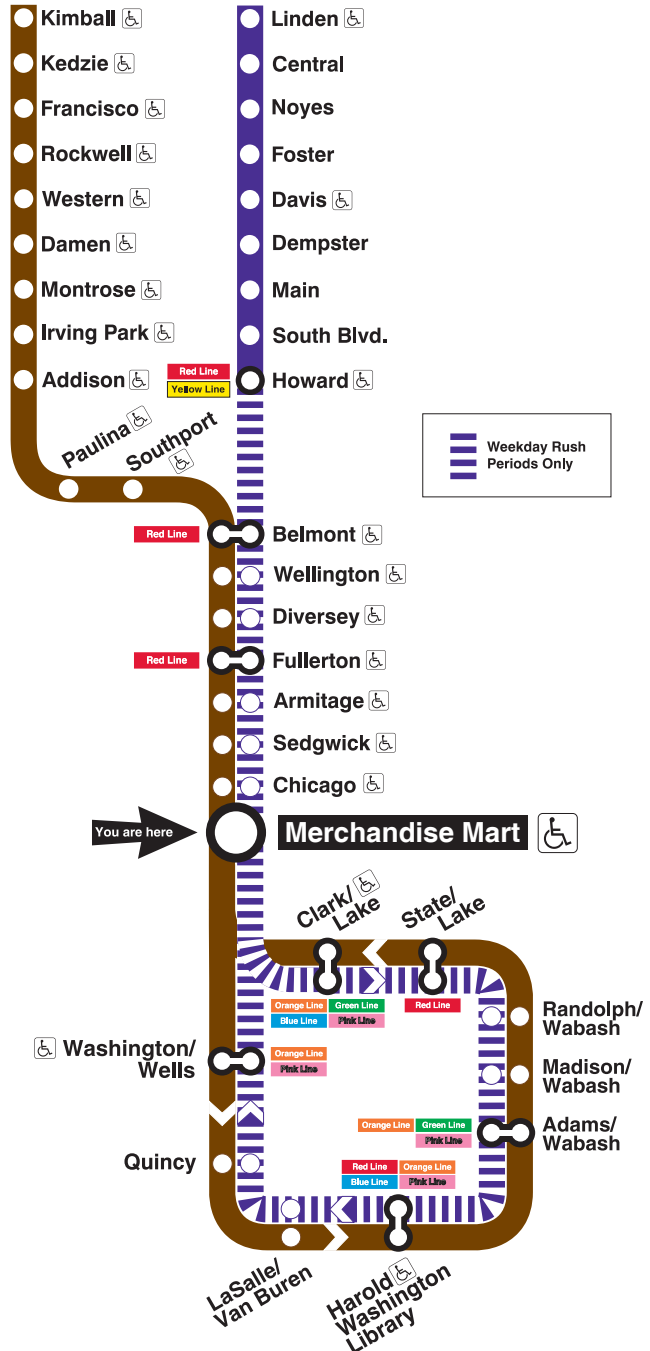 Kimball
Kedzie
Francisco
Rockwell
Western
Damen
Montrose
Irving Park
Addison
Paulina
Southport
Linden
Central
Noyes
Foster
Davis
Dempster
Main
South Blvd.
Red Line
Yellow Line
Howard
Weekday Rush
Periods Only
Red Line
Belmont
Wellington
Diversey
Red Line
Fullerton
Armitage
Sedgwick
Chicago
You are here
Merchandise Mart
Clark/
Lake
State/
Lake
Orange Line
Green Line
Blue Line
Pink Line
Red Line
Randolph/
Wabash
Washington/
Wells
Orange Line
Pink Line
Madison/
Wabash
Orange Line
Green Line
Pink Line
Adams/
Wabash
Quincy
Red Line
Orange Line
Blue Line
Pink Line
LaSalle/
Van Buren
Harold
Washington
Library